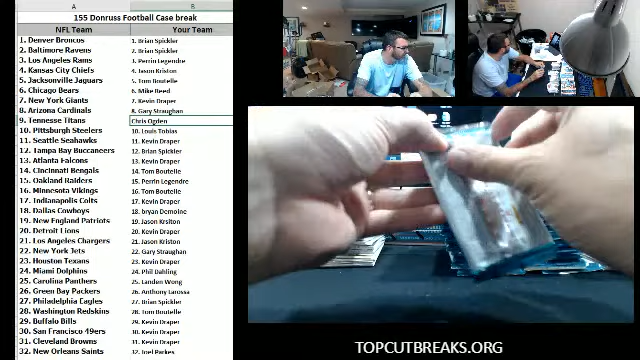 A B
155 Donruss Football Case break
NFL Team Your Team
1. Denver Broncos 1. Brian Spickler
2. Baltimore Ravens 2. Brian Spickler
3. Los Angeles Rams 3. Perrin Legendre
4. Kansas City Chiefs 4. Jason Kriston
5. Jacksonville Jaguars 5. Tom Boutelle
6. Chicago Bears 6. Mike Reed
7. New York Giants 7. Kevin Draper
8. Arizona Cardinals 8. Gary Straughan
9. Tennesse Titans Chris Ogden
10. Pittsburgh Steelers 10. Louis Tobias
11. Seattle Seahawks 11. Kevin Draper
12. Tampa Bay Buccaneers 12. Brian Spickler
13. Atlanta Falcons 13. Kevin Draper
14. Cincinnati Bengals 14. Tom Boutelle
15. Oakland Raiders 15. Perrin Legendre
16. Minnesota Vikings 16. Tom Boutelle
17. Indianapolis Colts 17. Kevin Draper
18. Dallas Cowboys 18. bryan Demoine
19. New England Patriots 19. Jason Kriston
20. Detroit Lions 20. Kevin Draper
21. Los Angeles Chargers 21. Jason Kriston
22. New York Jets 22. Gary Straughan
23. Houston Texans 23. Kevin Draper
24. Miami Dolphins 24. Phil Dahling
25. Carolina Panthers 25. Landen Wong
26. Green Bay Packers 26. Anthony Larossa
27. Philadelphia Eagles 27. Brian Spickler
28. Washington Redskins 28. Tom Boutelle
29. Buffalo Bills 29. Kevin Draper
30. San Francisco 49ers 30. Kevin Draper
31. Cleveland Browns 31. Kevin Draper
32. New Orleans Saints 32. Joel Parkes
TOPCUTBREAKS.ORG